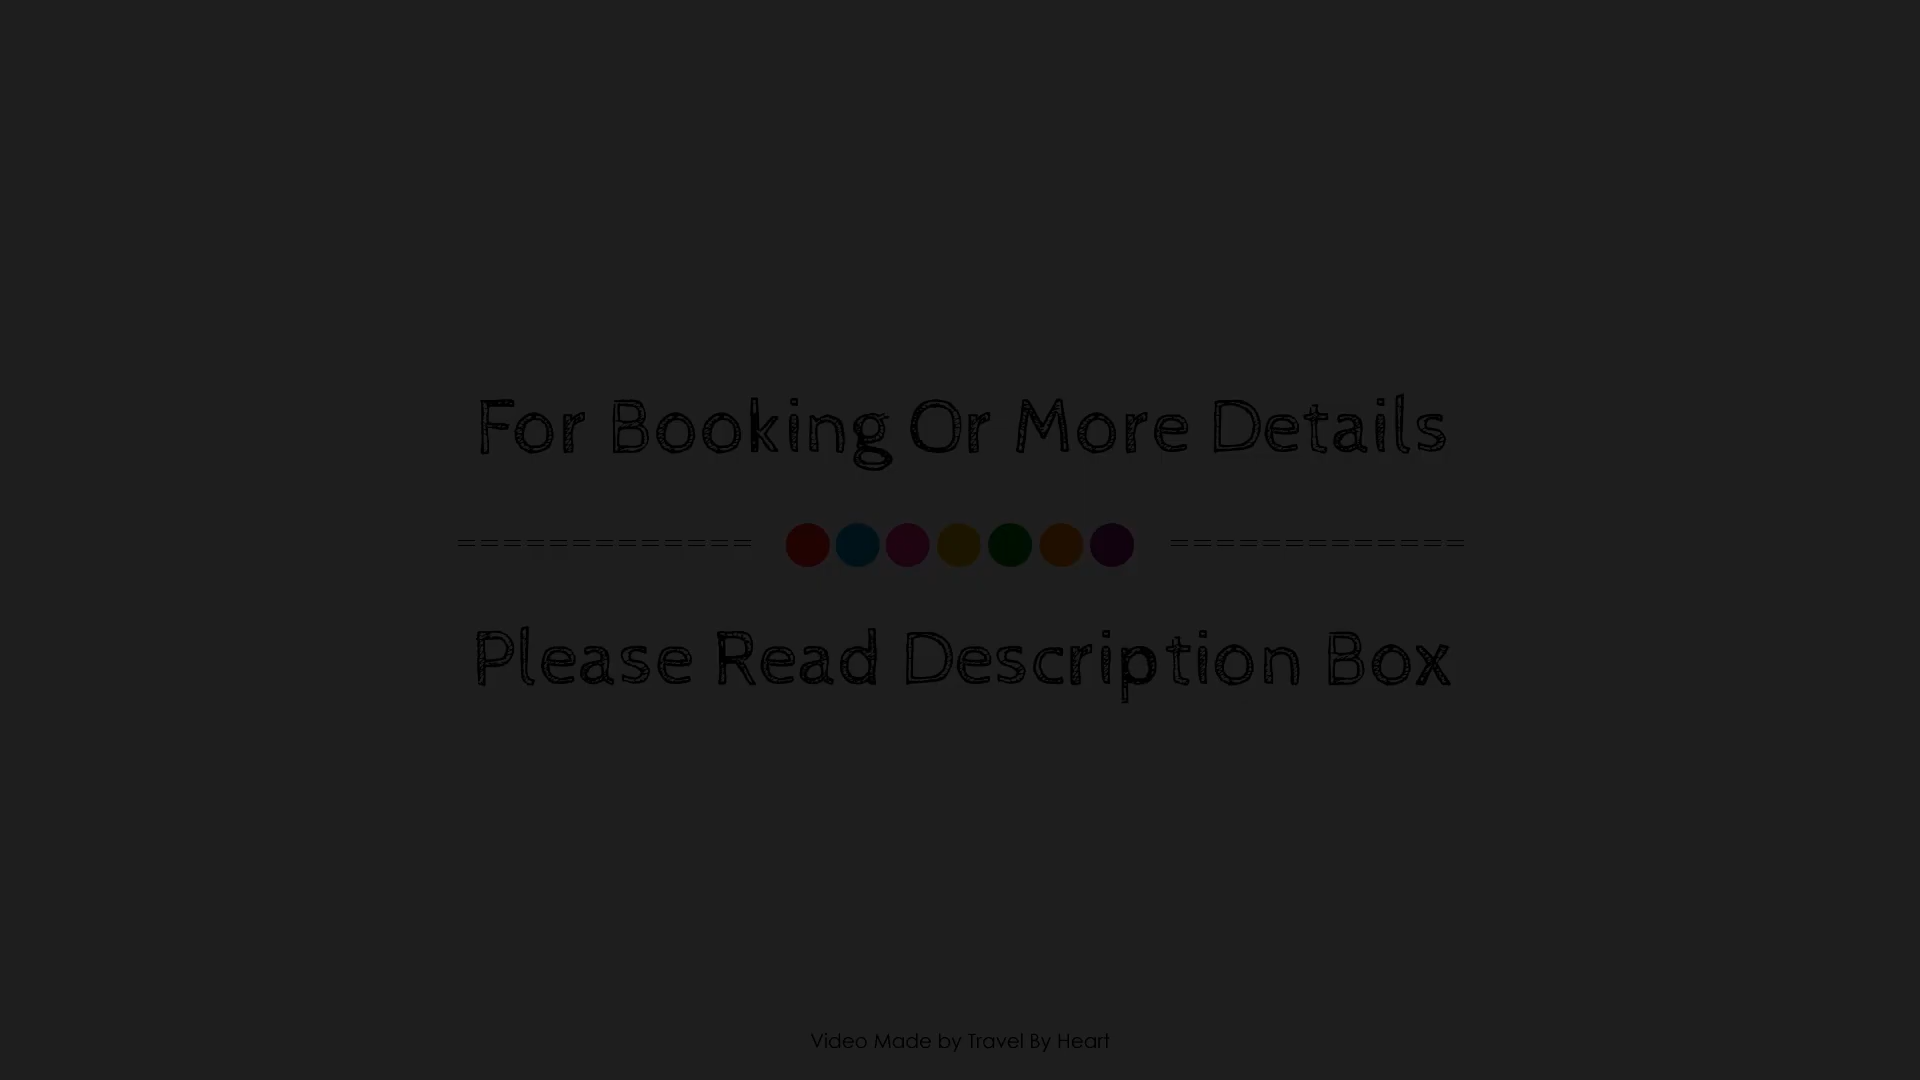 For Booking Or More Details
============= =============
Please Read Description Box
Video Made by Travel By Heart